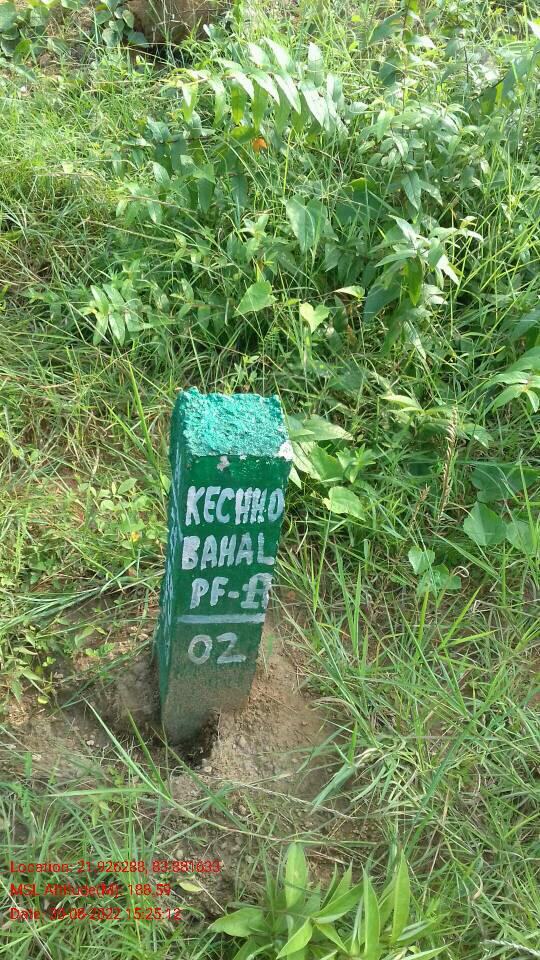 KECHHO
BAHAL
PF-A
02
Location: 21.926288, 83.881633
MSL Altitude(M): 188.59
Date: 30-08-2022 15:25:12